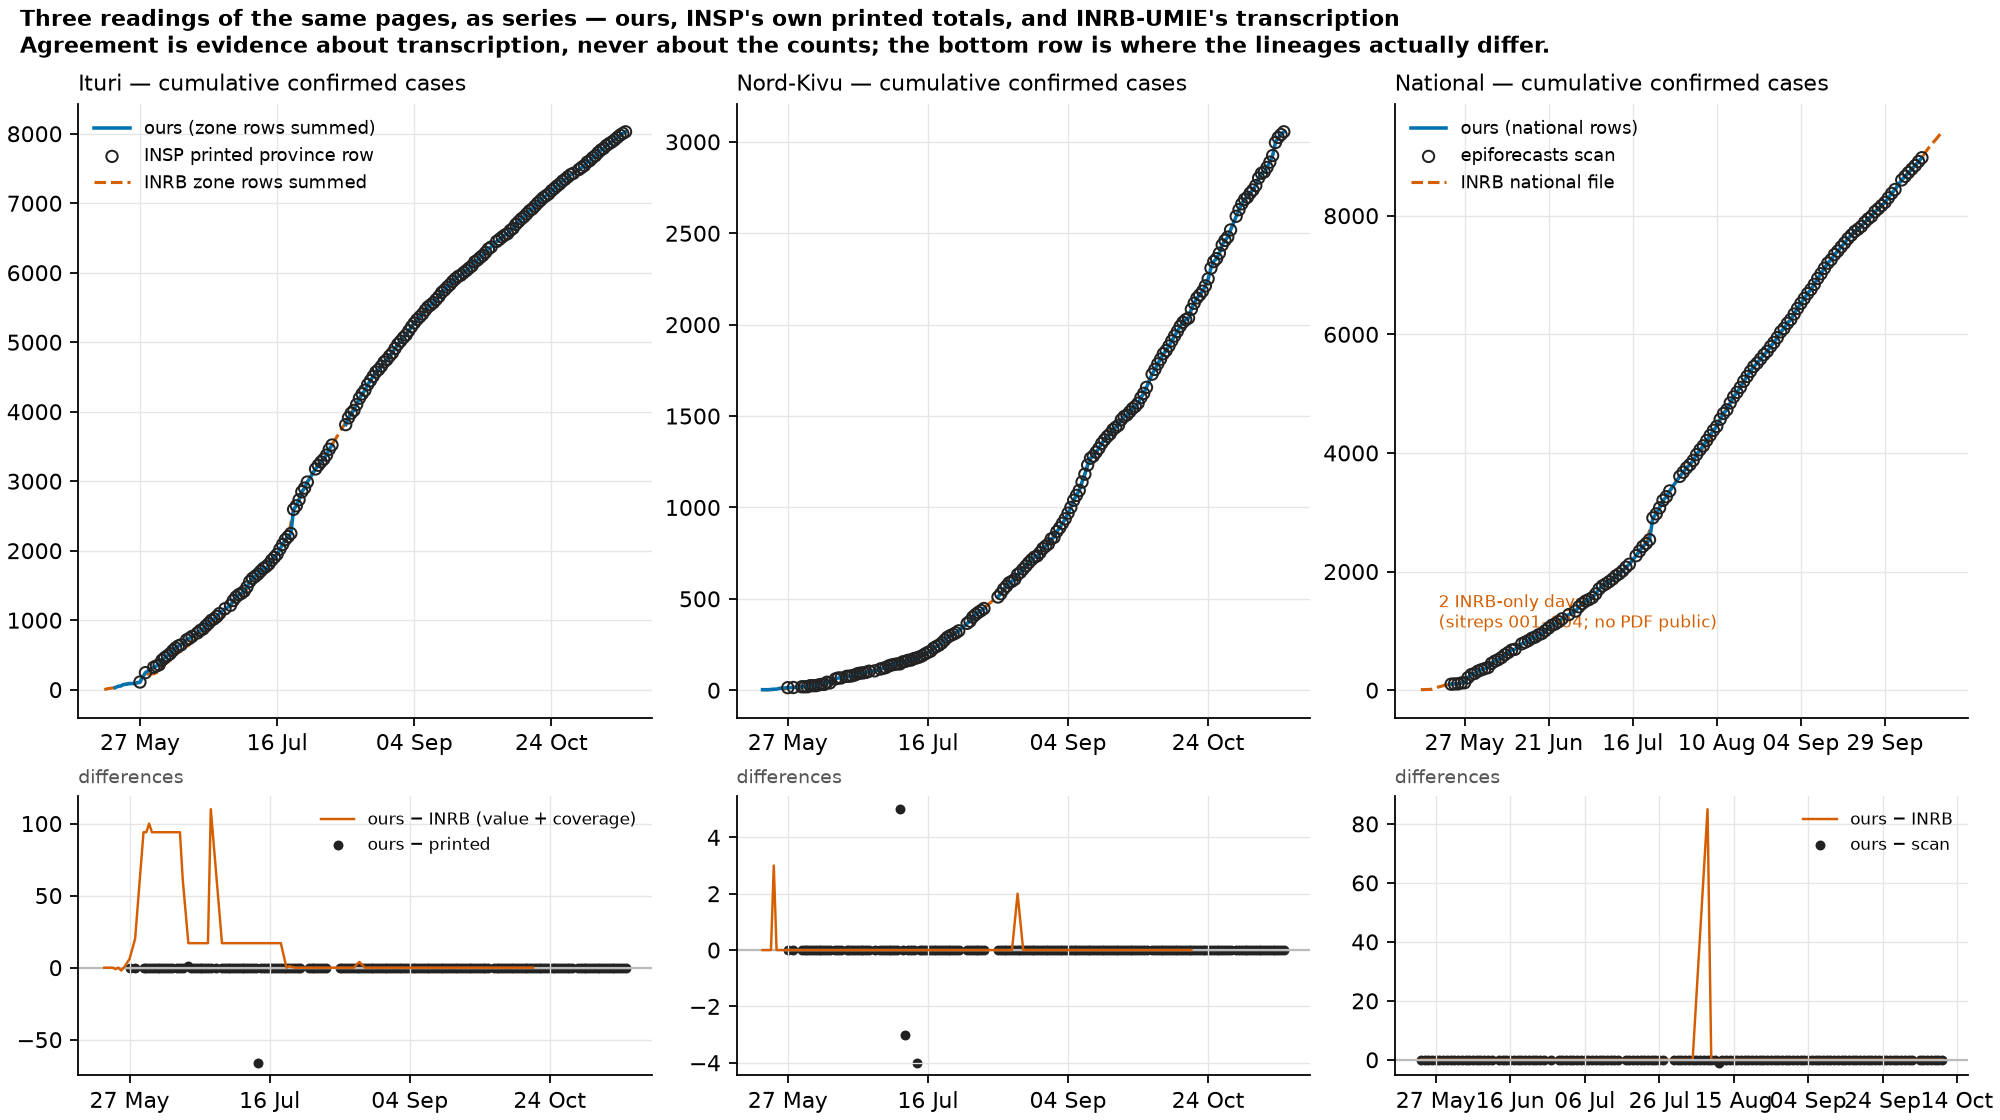 Three readings of the same pages, as series — ours, INSP's own printed totals, and INRB-UMIE's transcription
Agreement is evidence about transcription, never about the counts; the bottom row is where the lineages actually differ.
Ituri — cumulative confirmed cases
ours (zone rows summed)
INSP printed province row
INRB zone rows summed
8000
7000
6000
5000
4000
3000
2000
1000
0
27 May
16 Jul
04 Sep
24 Oct
Nord-Kivu — cumulative confirmed cases
3000
2500
2000
1500
1000
500
0
27 May
16 Jul
04 Sep
24 Oct
National — cumulative confirmed cases
ours (national rows)
epiforecasts scan
INRB national file
8000
6000
4000
2000
0
2 INRB-only days
(sitreps 001, 004; no PDF public)
27 May
21 Jun
16 Jul
10 Aug
04 Sep
29 Sep
differences
ours − INRB (value + coverage)
ours − printed
100
50
0
−50
27 May
16 Jul
04 Sep
24 Oct
differences
4
2
0
−2
−4
27 May
16 Jul
04 Sep
24 Oct
differences
ours − INRB
ours − scan
80
60
40
20
0
27 May
16 Jun
06 Jul
26 Jul
15 Aug
04 Sep
24 Sep
14 Oct